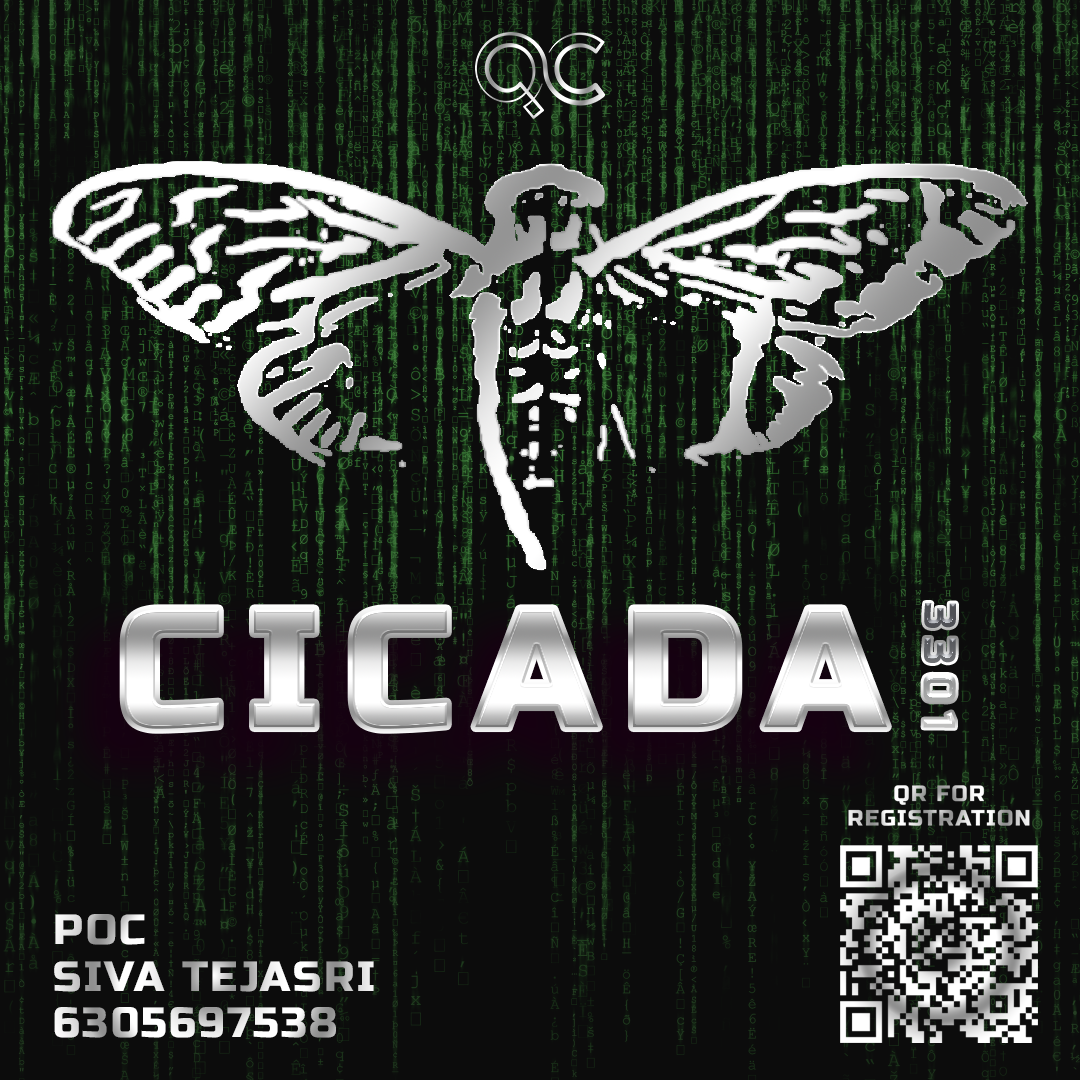 QC
CICADA
3301
QR FOR
REGISTRATION
POC
SIVA TEJASRI
6305697538